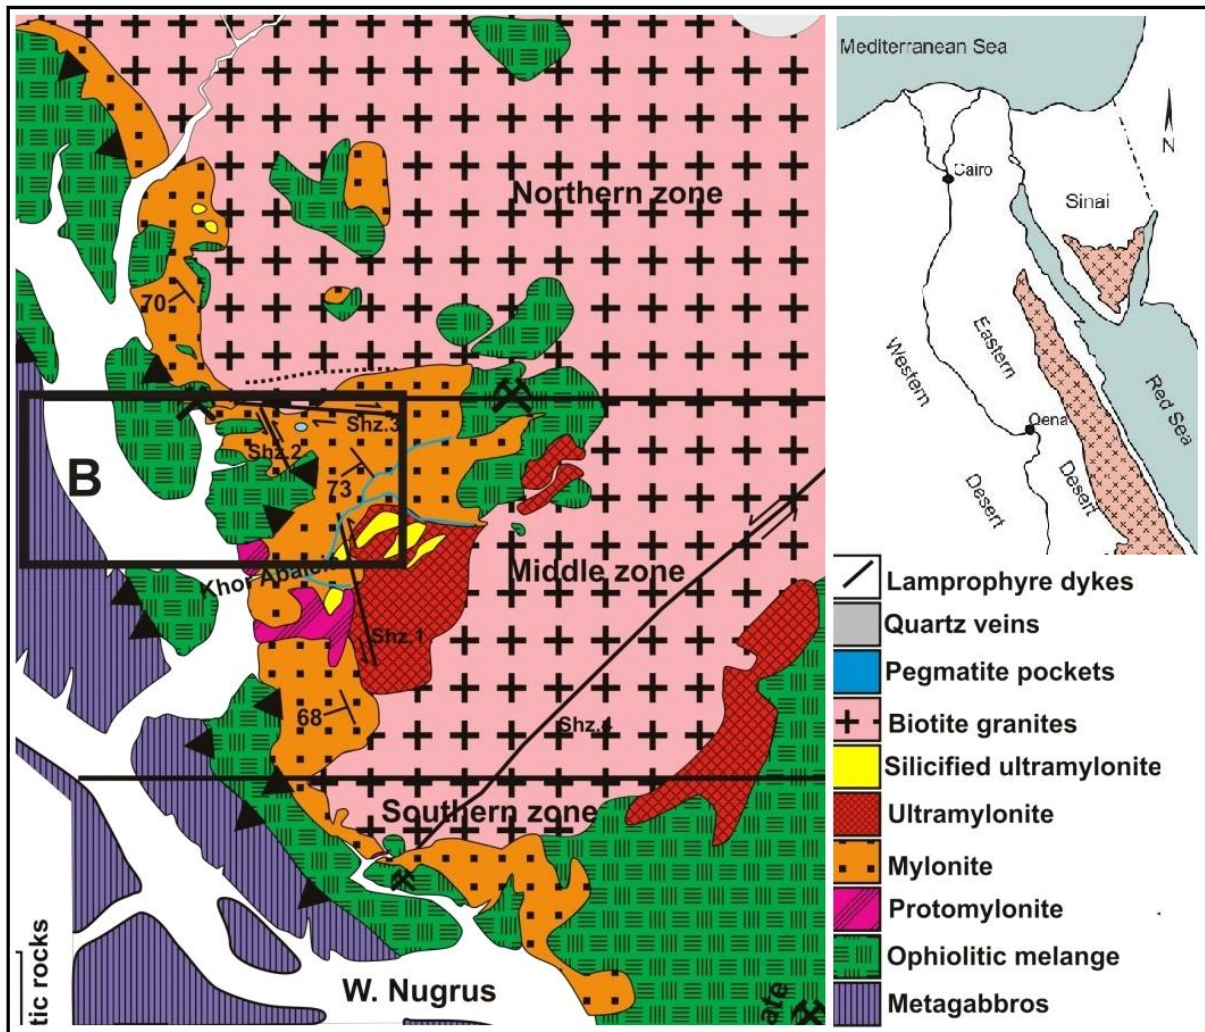 Northern zone
70
Shz.3
Shz.2
73
B
Middle zone
Shz.1
68
Shz.4
Southern zone
W. Nugrus
tic rocks
Mediterranean Sea
N
Cairo
Sinai
Western
Desert
Eastern
Desert
Qena
Red Sea
Lamprophyre dykes
Quartz veins
Pegmatite pockets
Biotite granites
Silicified ultramylonite
Ultramylonite
Mylonite
Protomylonite
Ophiolitic melange
Metagabbros